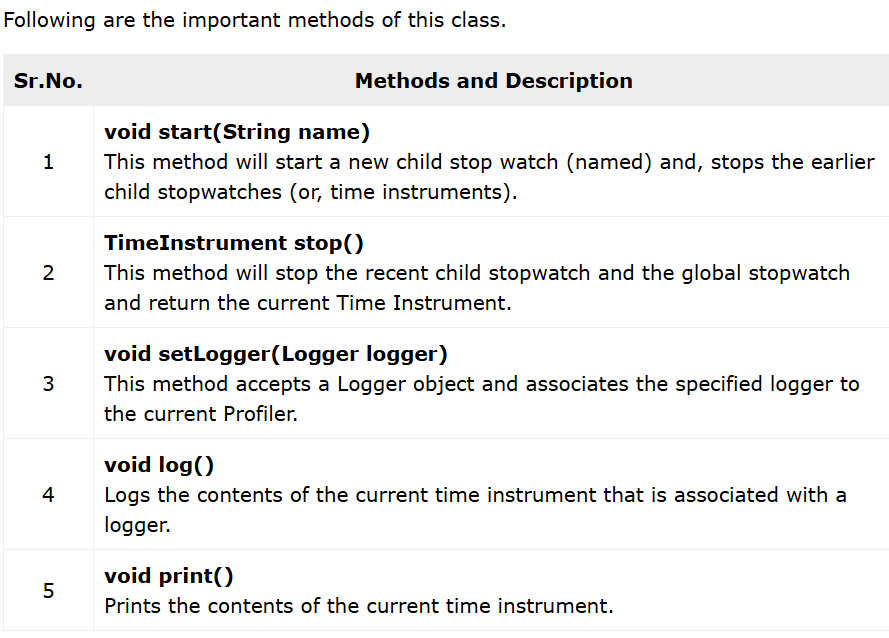 Following are the important methods of this class.
Sr.No. Methods and Description
void start(String name)
1 This method will start a new child stop watch (named) and, stops the earlier
child stopwatches (or, time instruments).
TimeInstrument stop()
2 This method will stop the recent child stopwatch and the global stopwatch
and return the current Time Instrument.
void setLogger(Logger logger)
3 This method accepts a Logger object and associates the specified logger to
the current Profiler.
void log()
4 Logs the contents of the current time instrument that is associated with a
logger.
void print()
5
Prints the contents of the current time instrument.